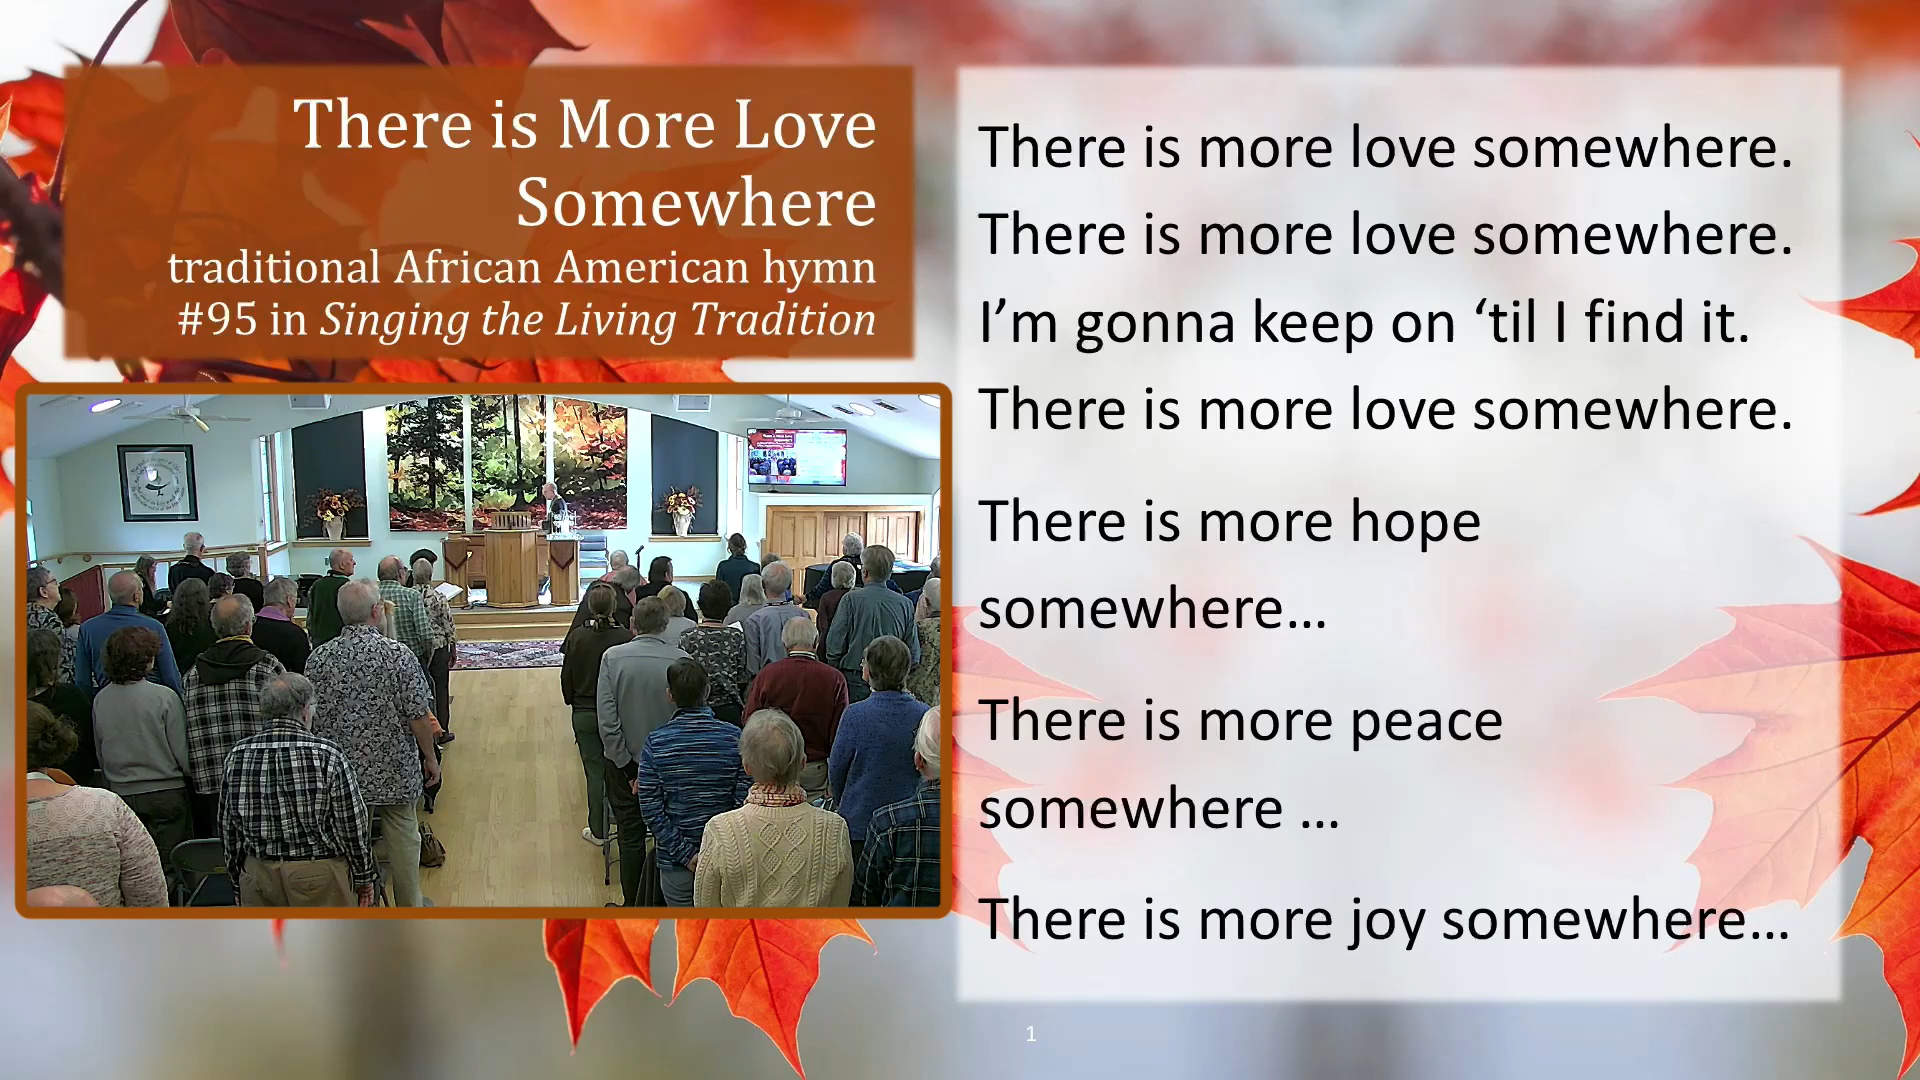 There is More Love
Somewhere
traditional African American hymn
#95 in Singing the Living Tradition
There is more love somewhere.
There is more love somewhere.
I’m gonna keep on ‘til I find it.
There is more love somewhere.
There is more hope
somewhere…
There is more peace
somewhere …
There is more joy somewhere…
1